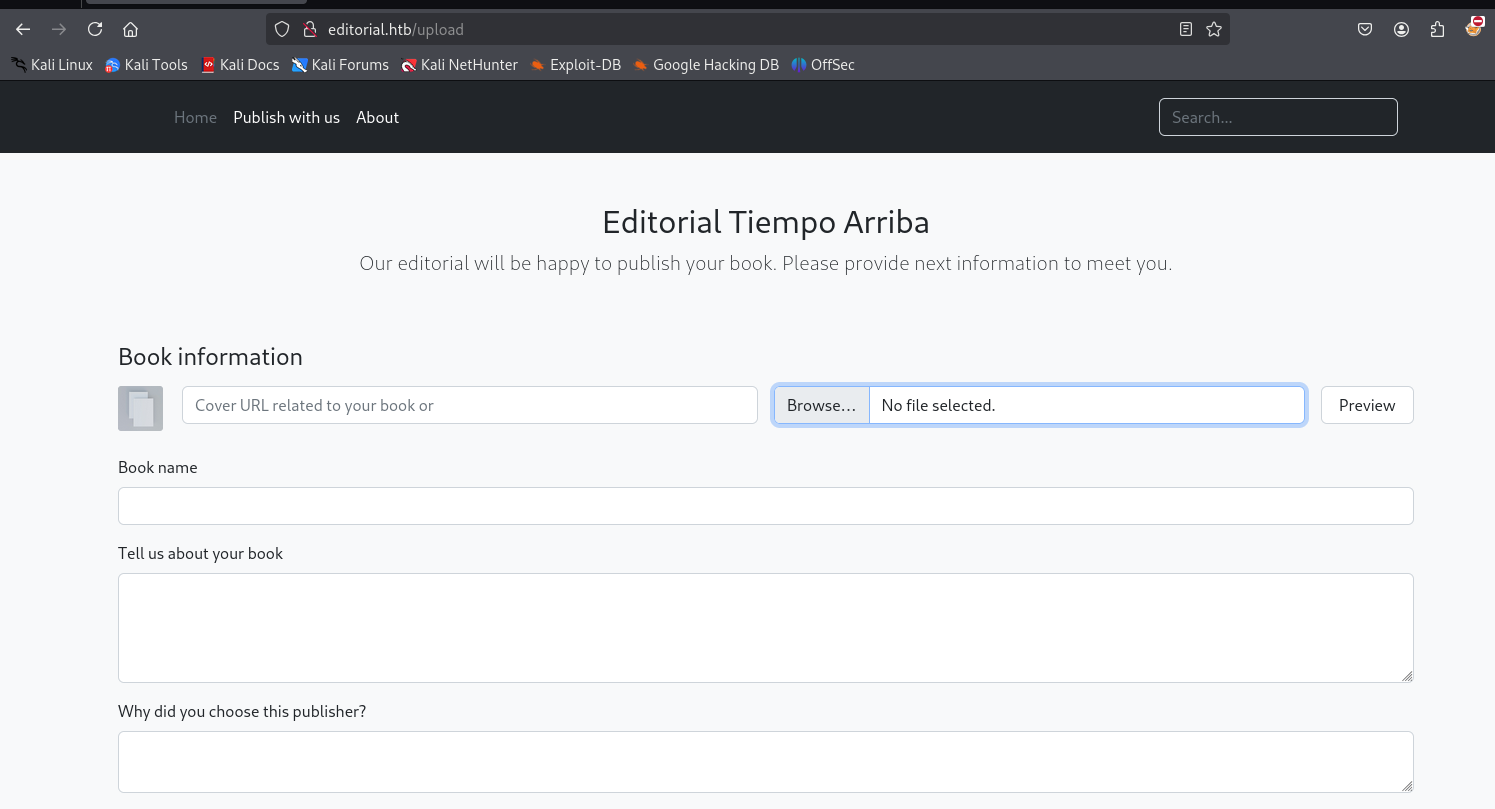 editorial.htb/upload
Kali Linux Kali Tools Kali Docs Kali Forums Kali NetHunter Exploit-DB Google Hacking DB OffSec
Home Publish with us About Search...
Editorial Tiempo Arriba
Our editorial will be happy to publish your book. Please provide next information to meet you.
Book information
Cover URL related to your book or Browse... No file selected. Preview
Book name
Tell us about your book
Why did you choose this publisher?